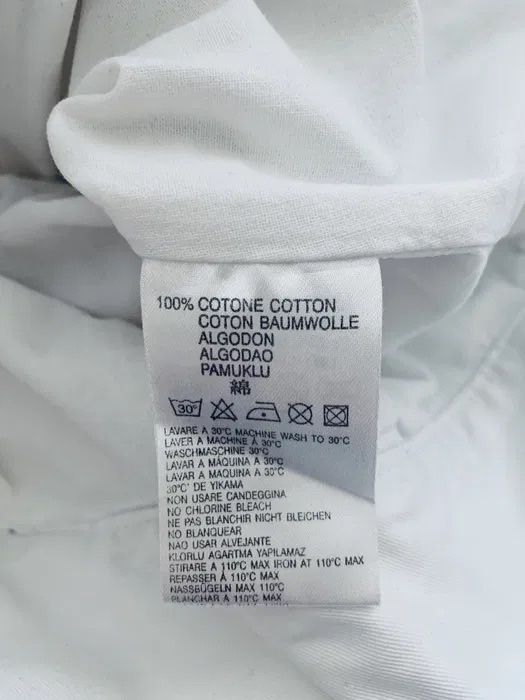 100% COTONE COTTON
COTON BAUMWOLLE
ALGODON
ALGODAO
PAMUKLU
綿
30°
LAVARE A 30°C MACHINE WASH TO 30°C
LAVER A MACHINE À 30°C
WASCHMASCHINE 30°C
LAVAR A MÁQUINA A 30°C
LAVAR A MAQUINA A 30°C
30°C' DE YIKAMA
NON USARE CANDEGGINA
NO CHLORINE BLEACH
NE PAS BLANCHIR NICHT BLEICHEN
NO BLANQUEAR
NAO USAR ALVEJANTE
KLORLU AGARTMA YAPILAMAZ
STIRARE A 110°C MAX IRON AT 110°C MAX
REPASSER À 110°C MAX
NASSBÜGELN MAX 110°C
PLANCHAR A 110°C MAX